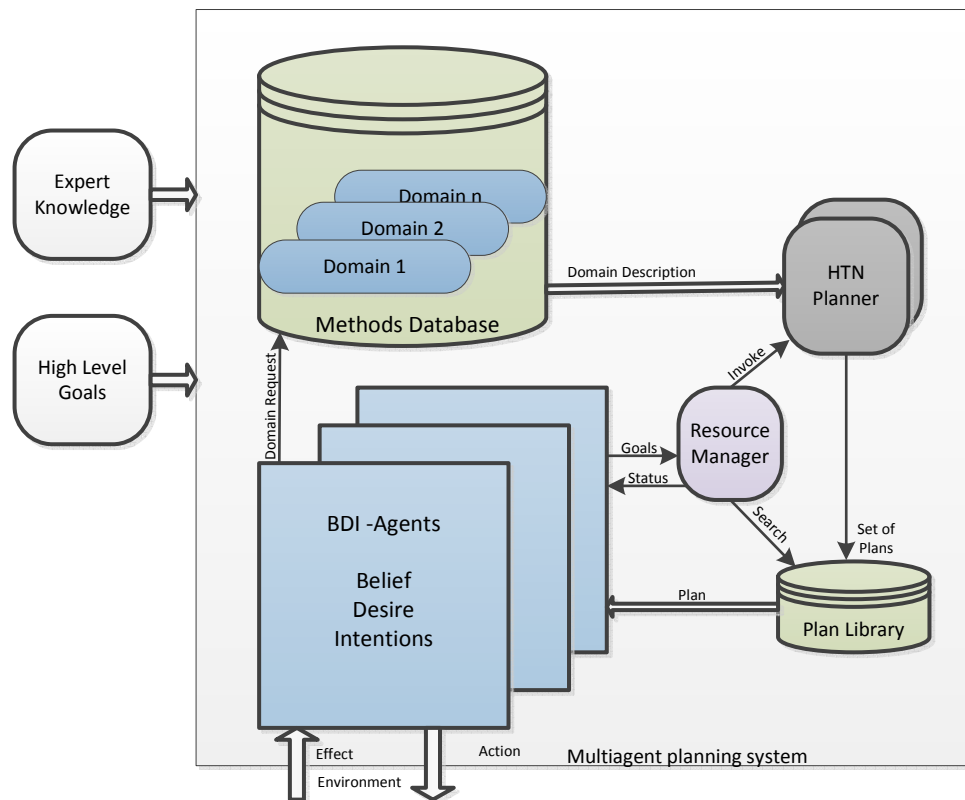 Expert
Knowledge
High Level
Goals
Domain n
Domain 2
Domain 1
Methods Database
Domain Description
HTN
Planner
Domain Request
Invoke
Goals
Status
Resource
Manager
Search
Set of
Plans
BDI -Agents
Belief
Desire
Intentions
Plan
Plan Library
Effect
Action
Environment
Multiagent planning system